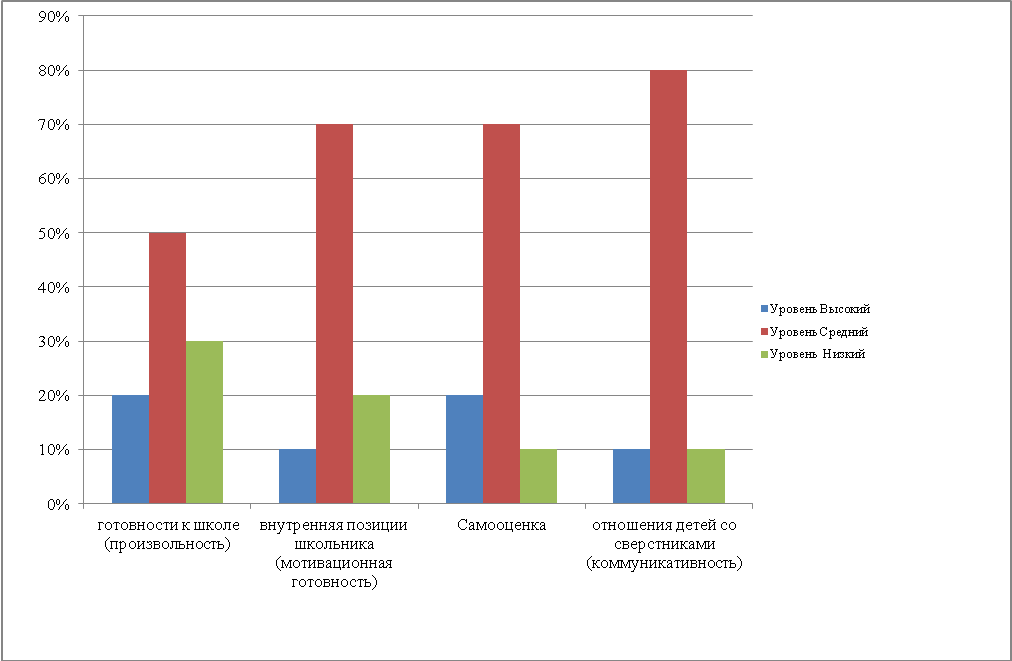 90%
80%
70%
60%
50%
40%
30%
20%
10%
0%
готовности к школе
(произвольность)
внутренняя позиции
школьника
(мотивационная
готовность)
Самооценка
отношения детей со
сверстниками
(коммуникативность)
Уровень Высокий
Уровень Средний
Уровень Низкий